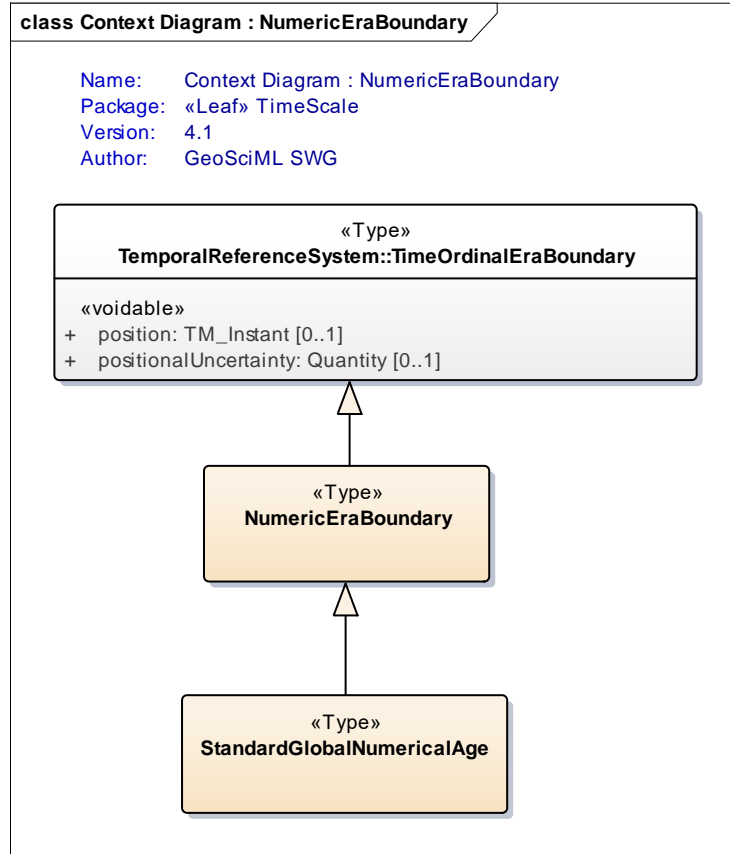 class Context Diagram : NumericEraBoundary
Name: Context Diagram : NumericEraBoundary
Package: «Leaf» TimeScale
Version: 4.1
Author: GeoSciML SWG
«Type»
TemporalReferenceSystem::TimeOrdinalEraBoundary
«voidable»
+ position: TM_Instant [0..1]
+ positionalUncertainty: Quantity [0..1]
«Type»
NumericEraBoundary
«Type»
StandardGlobalNumericalAge